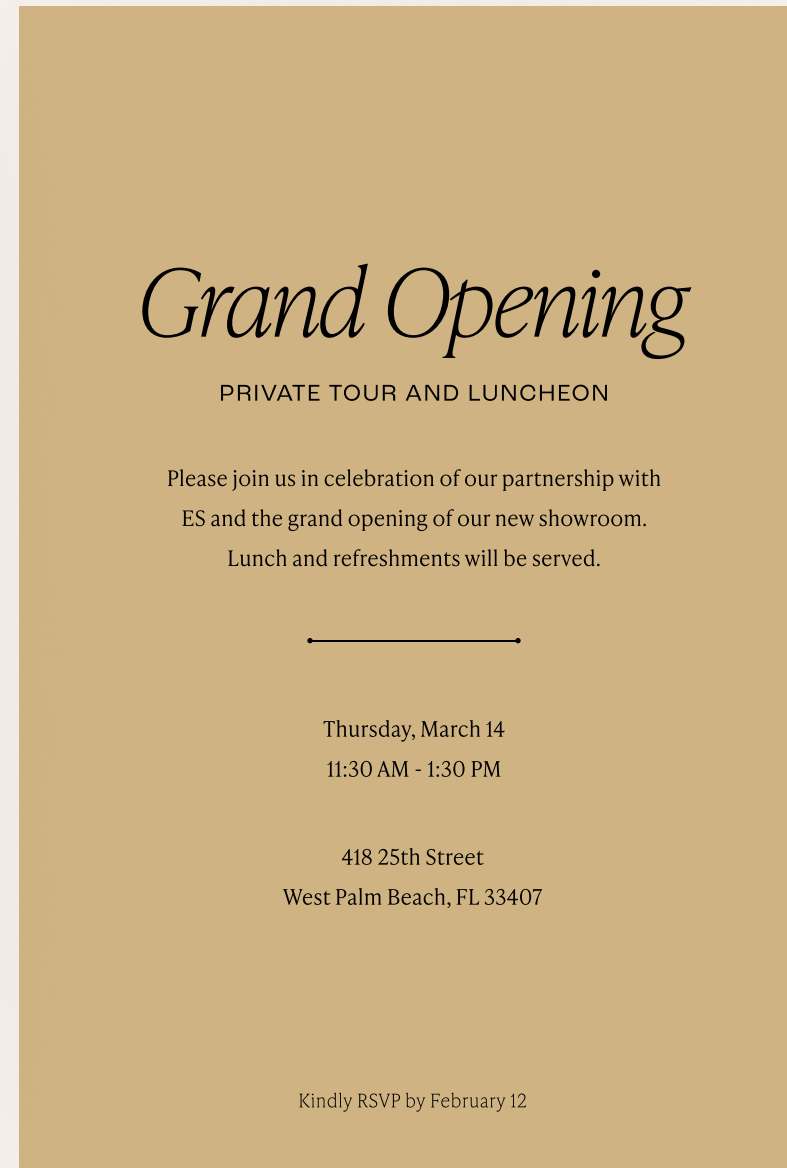 Grand Opening
PRIVATE TOUR AND LUNCHEON
Please join us in celebration of our partnership with
ES and the grand opening of our new showroom.
Lunch and refreshments will be served.
Thursday, March 14
11:30 AM - 1:30 PM
418 25th Street
West Palm Beach, FL 33407
Kindly RSVP by February 12